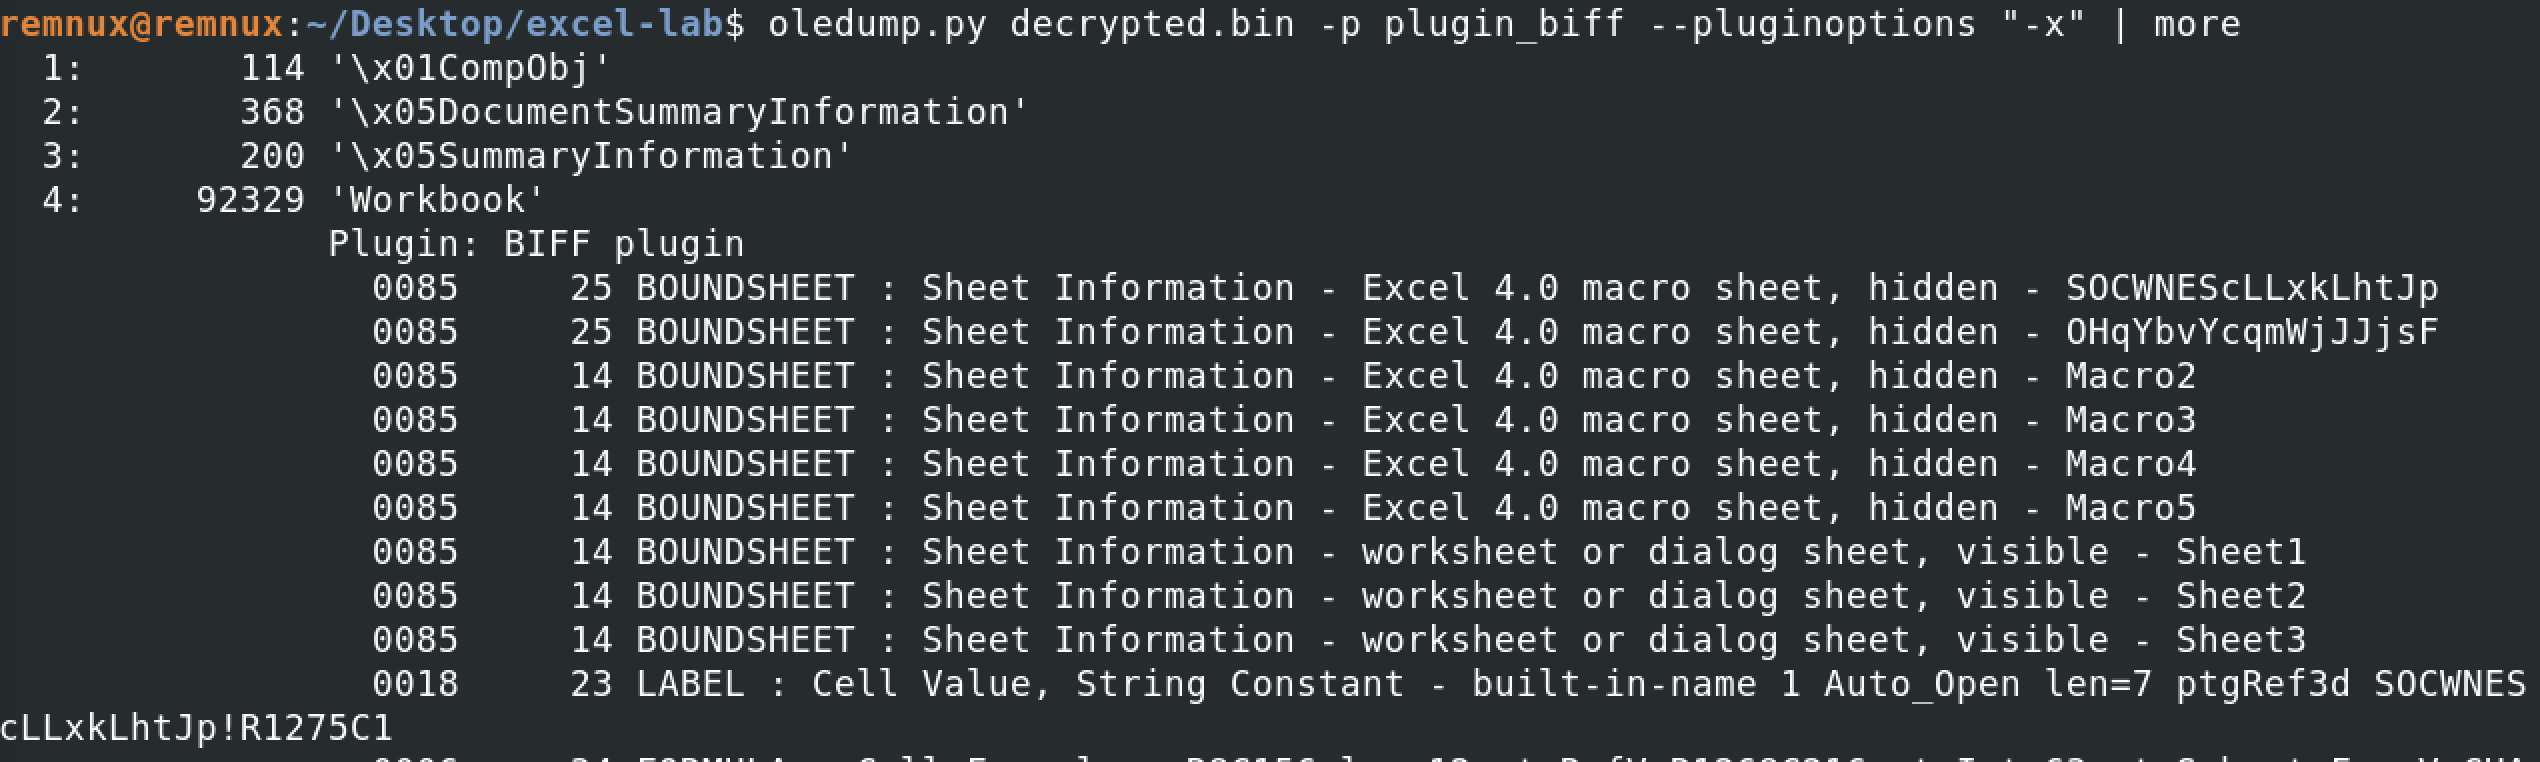 remnux@remnux:~/Desktop/excel-lab$ oledump.py decrypted.bin -p plugin_biff --pluginoptions "-x" | more
1: 114 '\x01CompObj'
2: 368 '\x05DocumentSummaryInformation'
3: 200 '\x05SummaryInformation'
4: 92329 'Workbook'
Plugin: BIFF plugin
0085 25 BOUNDSHEET : Sheet Information - Excel 4.0 macro sheet, hidden - SOCWNEScLLxkLhtJp
0085 25 BOUNDSHEET : Sheet Information - Excel 4.0 macro sheet, hidden - OHqYbvYcqmWjJJjsF
0085 14 BOUNDSHEET : Sheet Information - Excel 4.0 macro sheet, hidden - Macro2
0085 14 BOUNDSHEET : Sheet Information - Excel 4.0 macro sheet, hidden - Macro3
0085 14 BOUNDSHEET : Sheet Information - Excel 4.0 macro sheet, hidden - Macro4
0085 14 BOUNDSHEET : Sheet Information - Excel 4.0 macro sheet, hidden - Macro5
0085 14 BOUNDSHEET : Sheet Information - worksheet or dialog sheet, visible - Sheet1
0085 14 BOUNDSHEET : Sheet Information - worksheet or dialog sheet, visible - Sheet2
0085 14 BOUNDSHEET : Sheet Information - worksheet or dialog sheet, visible - Sheet3
0018 23 LABEL : Cell Value, String Constant - built-in-name 1 Auto_Open len=7 ptgRef3d SOCWNES
cLLxkLhtJp!R1275C1